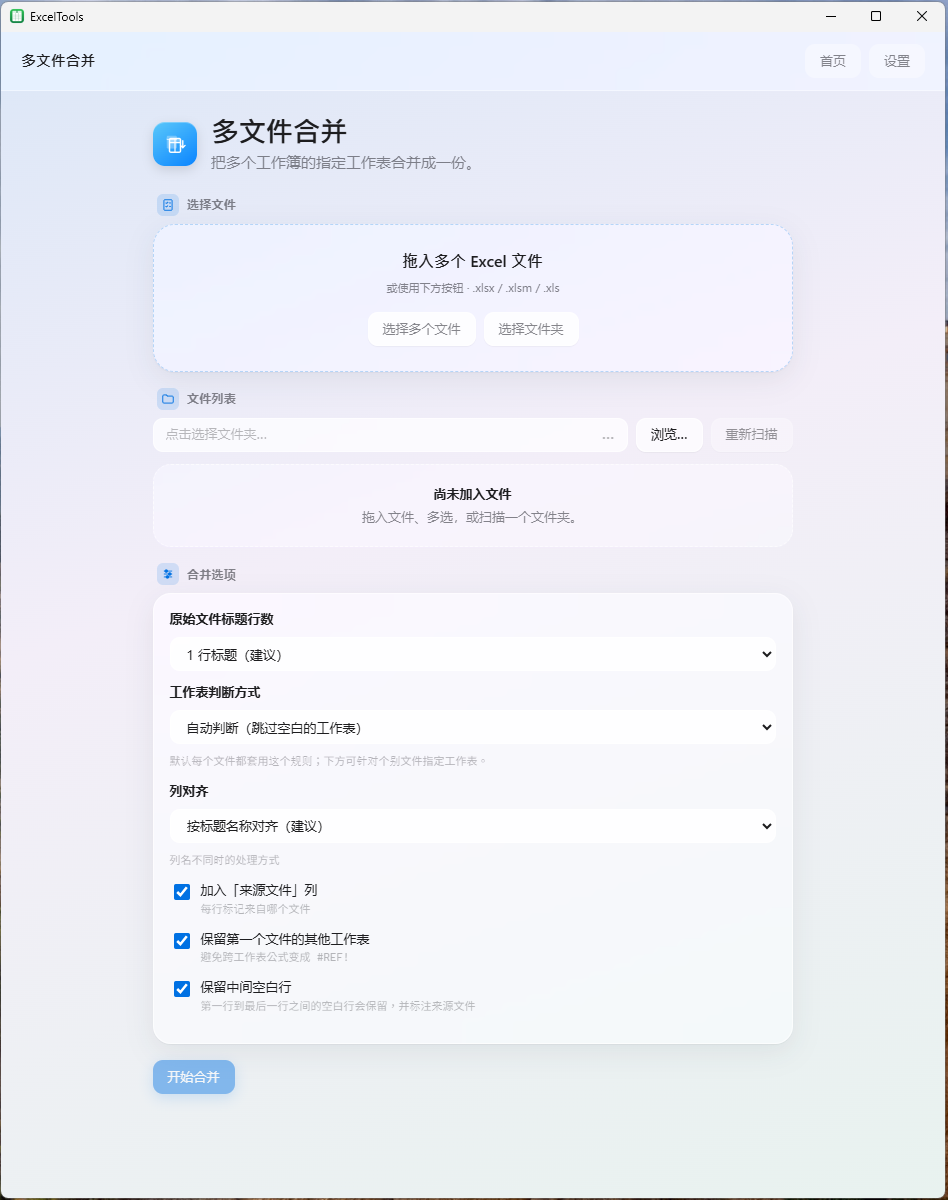 ExcelTools
多文件合并
首页
设置
多文件合并
把多个工作簿的指定工作表合并成一份。
选择文件
拖入多个 Excel 文件
或使用下方按钮 · .xlsx / .xlsm / .xls
选择多个文件
选择文件夹
文件列表
点击选择文件夹...
...
浏览...
重新扫描
尚未加入文件
拖入文件、多选，或扫描一个文件夹。
合并选项
原始文件标题行数
1 行标题（建议）
工作表判断方式
自动判断（跳过空白的工作表）
默认每个文件都套用这个规则；下方可针对个别文件指定工作表。
列对齐
按标题名称对齐（建议）
列名不同时的处理方式
加入「来源文件」列
每行标记来自哪个文件
保留第一个文件的其他工作表
避免跨工作表公式变成 #REF!
保留中间空白行
第一行到最后一行之间的空白行会保留，并标注来源文件
开始合并